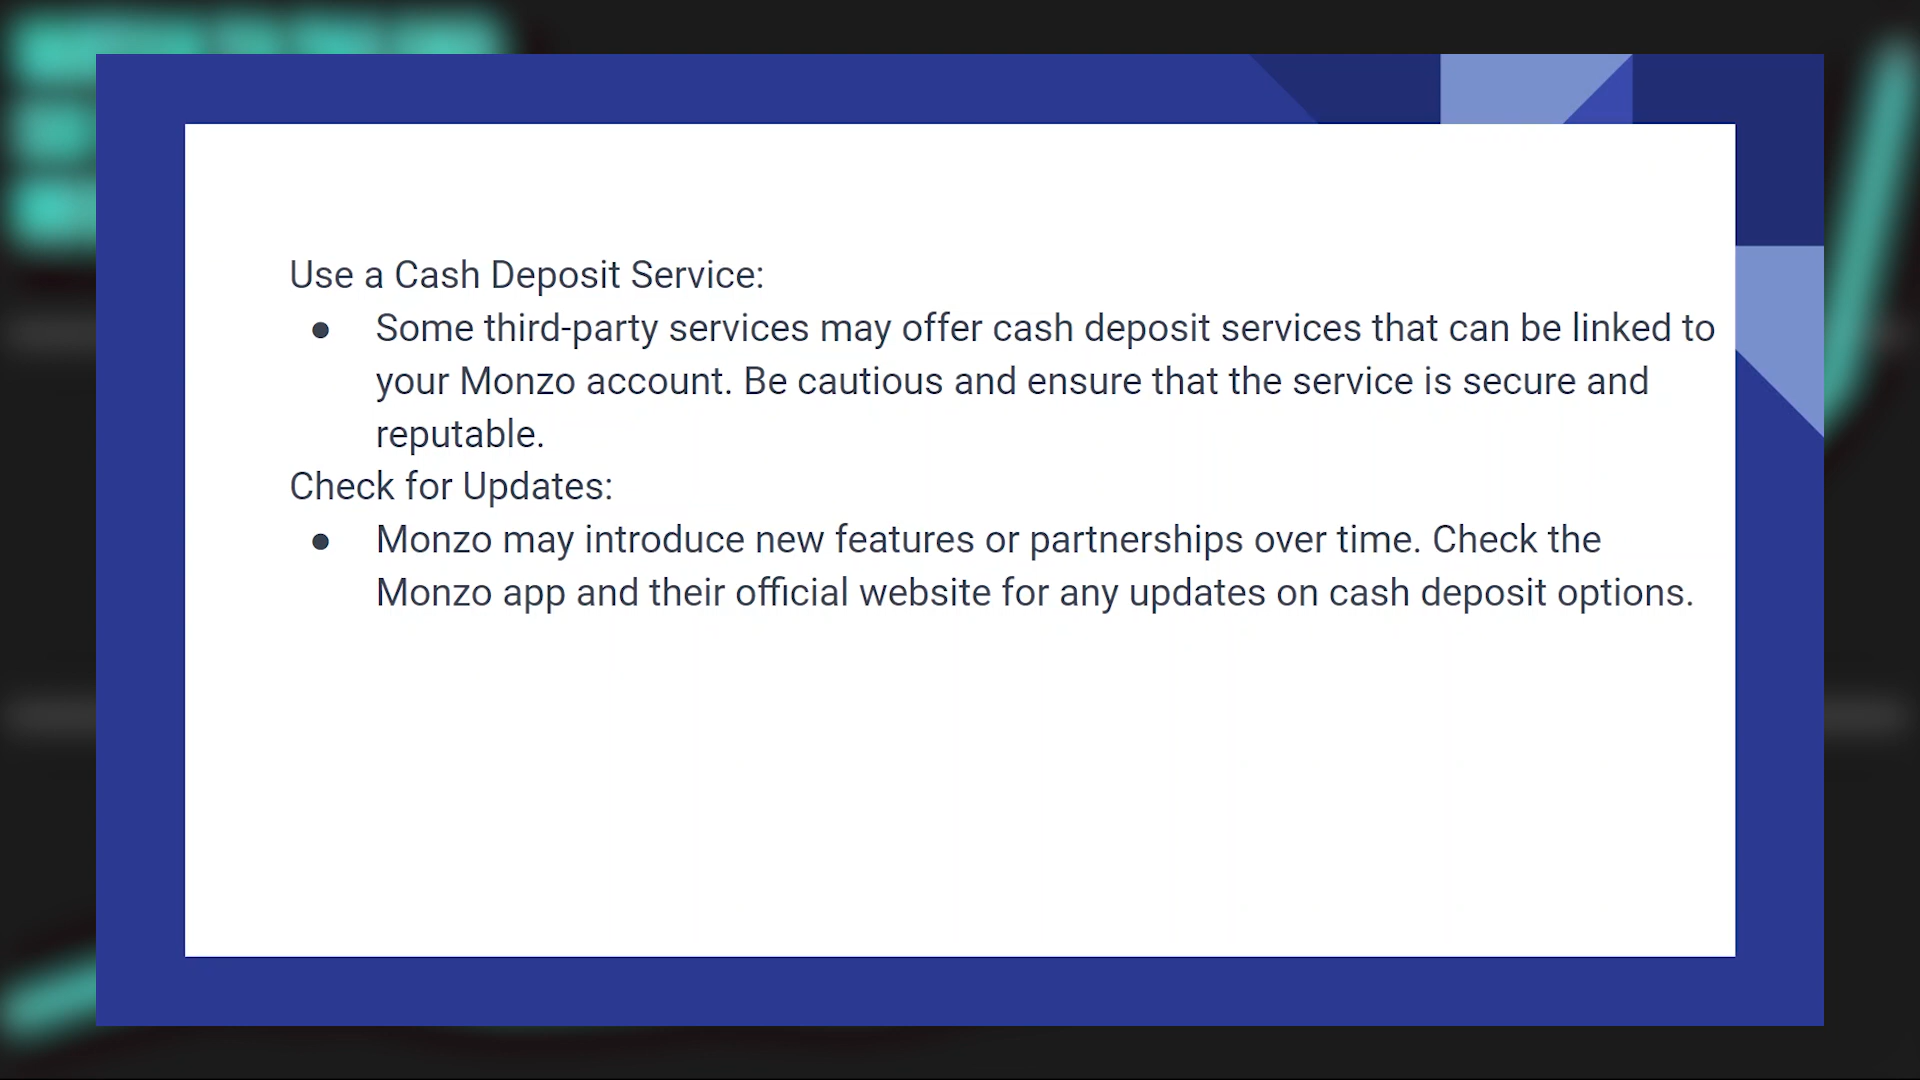 Use a Cash Deposit Service:
● Some third-party services may offer cash deposit services that can be linked to
your Monzo account. Be cautious and ensure that the service is secure and
reputable.
Check for Updates:
● Monzo may introduce new features or partnerships over time. Check the
Monzo app and their official website for any updates on cash deposit options.